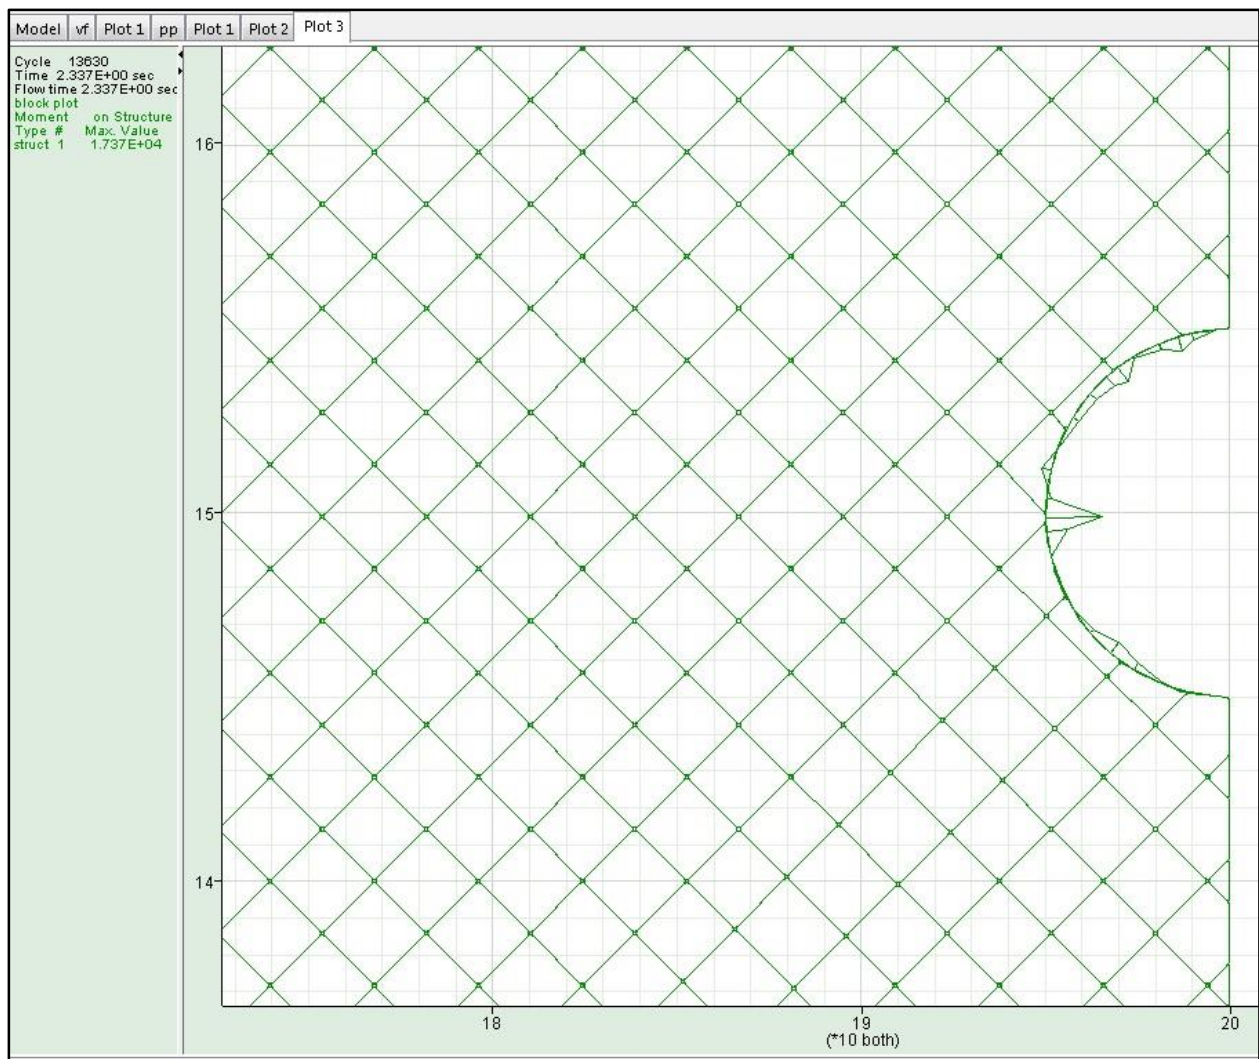 Model vf Plot 1 pp Plot 1 Plot 2 Plot 3
Cycle 13630
Time 2.337E+00 sec
Flow time 2.337E+00 sec
block plot
Moment on Structure
Type # Max. Value
struct 1 1.737E+04
16
15
14
18 19 20
(*10 both)